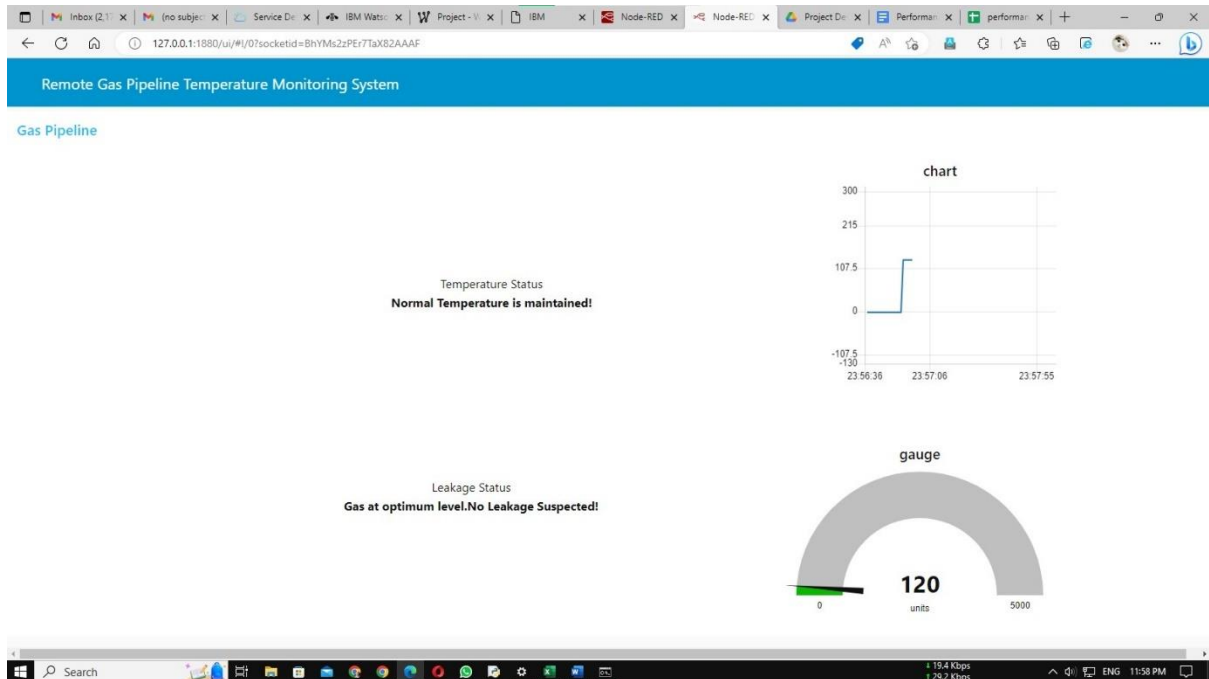 Inbox (2,1
(no subjec
Service De
IBM Watso
Project - W
IBM
Node-RED
Node-RED
Project De
Performan
performan
127.0.0.1:1880/ui/#!/0?socketid=BhYMs2zPEr7TaX82AAAF
Remote Gas Pipeline Temperature Monitoring System
Gas Pipeline
chart
300
215
107.5
0
-107.5
-130
23:56:36 23:57:06 23:57:55
Temperature Status
Normal Temperature is maintained!
gauge
Leakage Status
Gas at optimum level.No Leakage Suspected!
120
0 units 5000
Search
19.4 Kbps
29.2 Kbps
ENG 11:58 PM